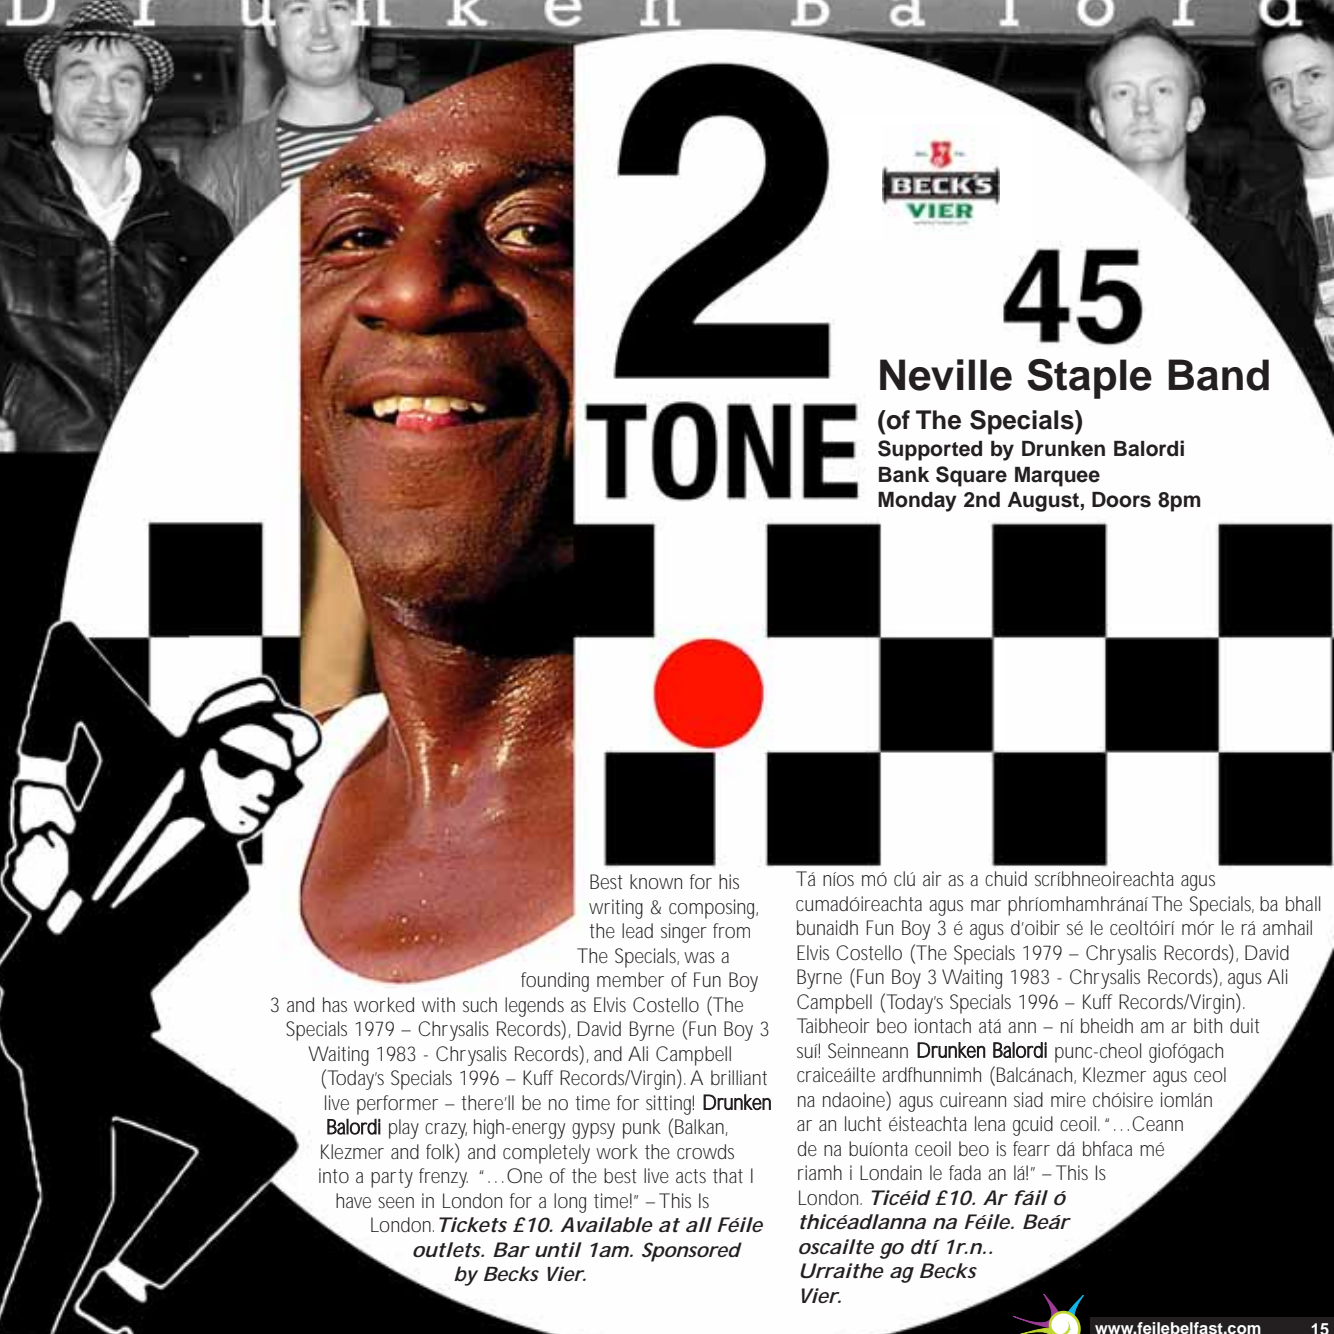 Drunken Balord
2
TONE
BECK'S
VIER
45
Neville Staple Band
(of The Specials)
Supported by Drunken Balordi
Bank Square Marquee
Monday 2nd August, Doors 8pm
Best known for his
writing & composing,
the lead singer from
The Specials, was a
founding member of Fun Boy
3 and has worked with such legends as Elvis Costello (The
Specials 1979 – Chrysalis Records), David Byrne (Fun Boy 3
Waiting 1983 - Chrysalis Records), and Ali Campbell
(Today's Specials 1996 – Kuff Records/Virgin). A brilliant
live performer – there'll be no time for sitting! Drunken
Balordi play crazy, high-energy gypsy punk (Balkan,
Klezmer and folk) and completely work the crowds
into a party frenzy. "…One of the best live acts that I
have seen in London for a long time!" – This Is
London. Tickets £10. Available at all Féile
outlets. Bar until 1am. Sponsored
by Becks Vier.
Tá níos mó clú air as a chuid scríbhneoireachta agus
cumadóireachta agus mar phríomhamhránaí The Specials, ba bhall
bunaidh Fun Boy 3 é agus d'oibir sé le ceoltóirí mór le rá amhail
Elvis Costello (The Specials 1979 – Chrysalis Records), David
Byrne (Fun Boy 3 Waiting 1983 - Chrysalis Records), agus Ali
Campbell (Today's Specials 1996 – Kuff Records/Virgin).
Taibheoir beo iontach atá ann – ní bheidh am ar bith duit
suí! Seinneann Drunken Balordi punc-cheol giofógach
craiceáilte ardfhunnimh (Balcánach, Klezmer agus ceol
na ndaoine) agus cuireann siad mire chóisire iomlán
ar an lucht éisteachta lena gcuid ceoil. "…Ceann
de na buíonta ceoil beo is fearr dá bhfaca mé
riamh i Londain le fada an lá!" – This Is
London. Ticéid £10. Ar fáil ó
thicéadlanna na Féile. Beár
oscailte go dtí 1r.n..
Urraithe ag Becks
Vier.
www.feilebelfast.com 15